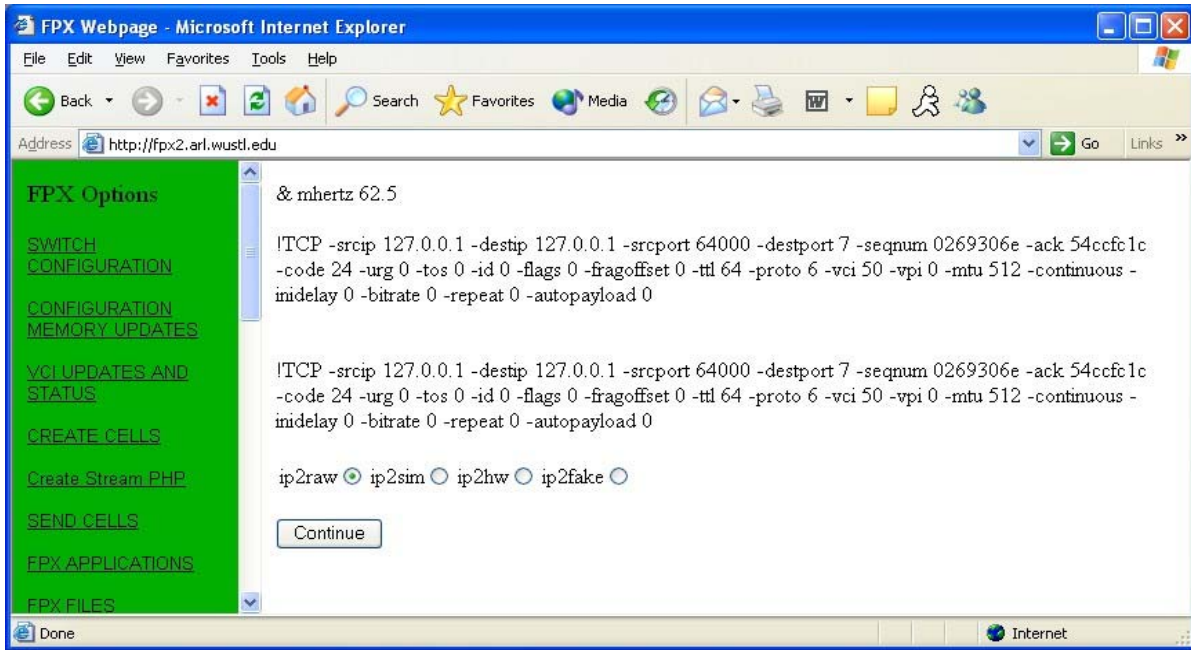 FPX Webpage - Microsoft Internet Explorer
File Edit View Favorites Tools Help
Back Search Favorites Media
Address http://fpx2.arl.wustl.edu Go Links »
FPX Options
SWITCH
CONFIGURATION
CONFIGURATION
MEMORY UPDATES
VCI UPDATES AND
STATUS
CREATE CELLS
Create Stream PHP
SEND CELLS
FPX APPLICATIONS
FPX FILES
& mhertz 62.5
!TCP -srcip 127.0.0.1 -destip 127.0.0.1 -srcport 64000 -destport 7 -seqnum 0269306e -ack 54ccfc1c
-code 24 -urg 0 -tos 0 -id 0 -flags 0 -fragoffset 0 -ttl 64 -proto 6 -vci 50 -vpi 0 -mtu 512 -continuous -
inidelay 0 -bitrate 0 -repeat 0 -autopayload 0
!TCP -srcip 127.0.0.1 -destip 127.0.0.1 -srcport 64000 -destport 7 -seqnum 0269306e -ack 54ccfc1c
-code 24 -urg 0 -tos 0 -id 0 -flags 0 -fragoffset 0 -ttl 64 -proto 6 -vci 50 -vpi 0 -mtu 512 -continuous -
inidelay 0 -bitrate 0 -repeat 0 -autopayload 0
ip2raw ip2sim ip2hw ip2fake
Continue
Done Internet